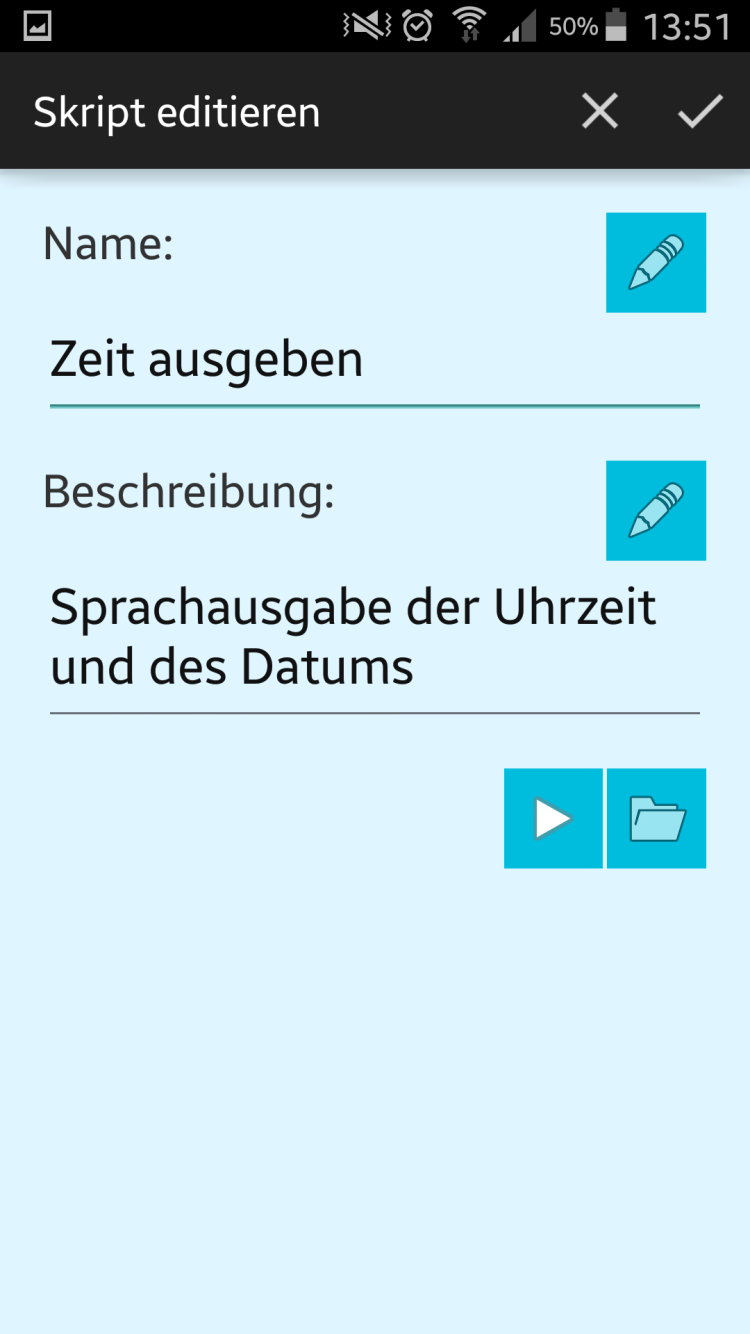 50% 13:51
Skript editieren
Name:
Zeit ausgeben
Beschreibung:
Sprachausgabe der Uhrzeit
und des Datums